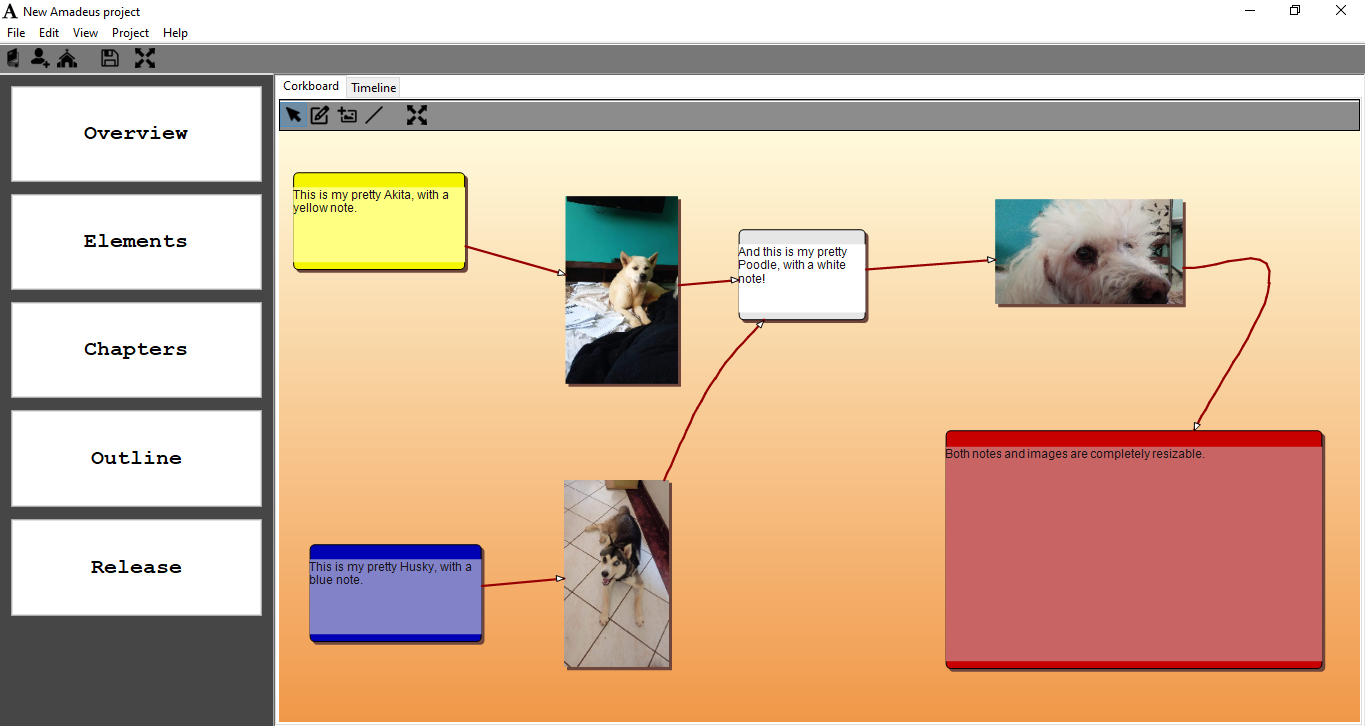 New Amadeus project
File Edit View Project Help
Overview
Elements
Chapters
Outline
Release
Corkboard Timeline
This is my pretty Akita, with a
yellow note.
And this is my pretty
Poodle, with a white
note!
Both notes and images are completely resizable.
This is my pretty Husky, with a
blue note.